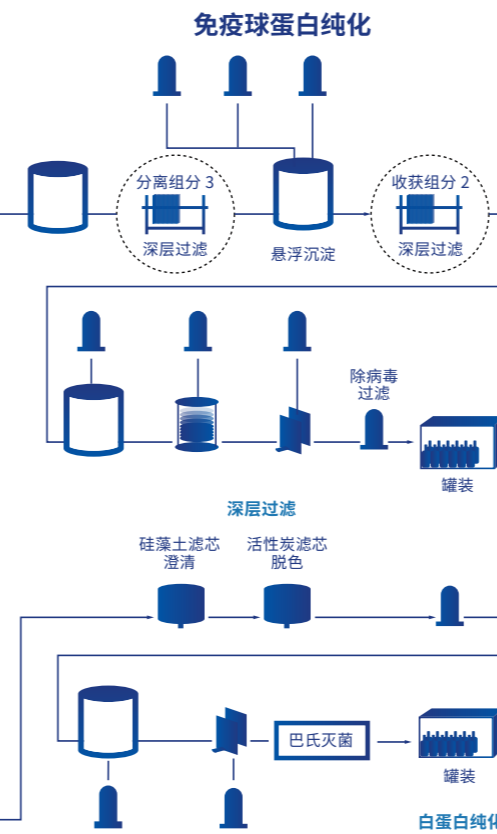 免疫球蛋白纯化
分离组分 3
收获组分 2
深层过滤
悬浮沉淀
深层过滤
除病毒
过滤
罐装
深层过滤
硅藻土滤芯
澄清
活性炭滤芯
脱色
巴氏灭菌
罐装
白蛋白纯化